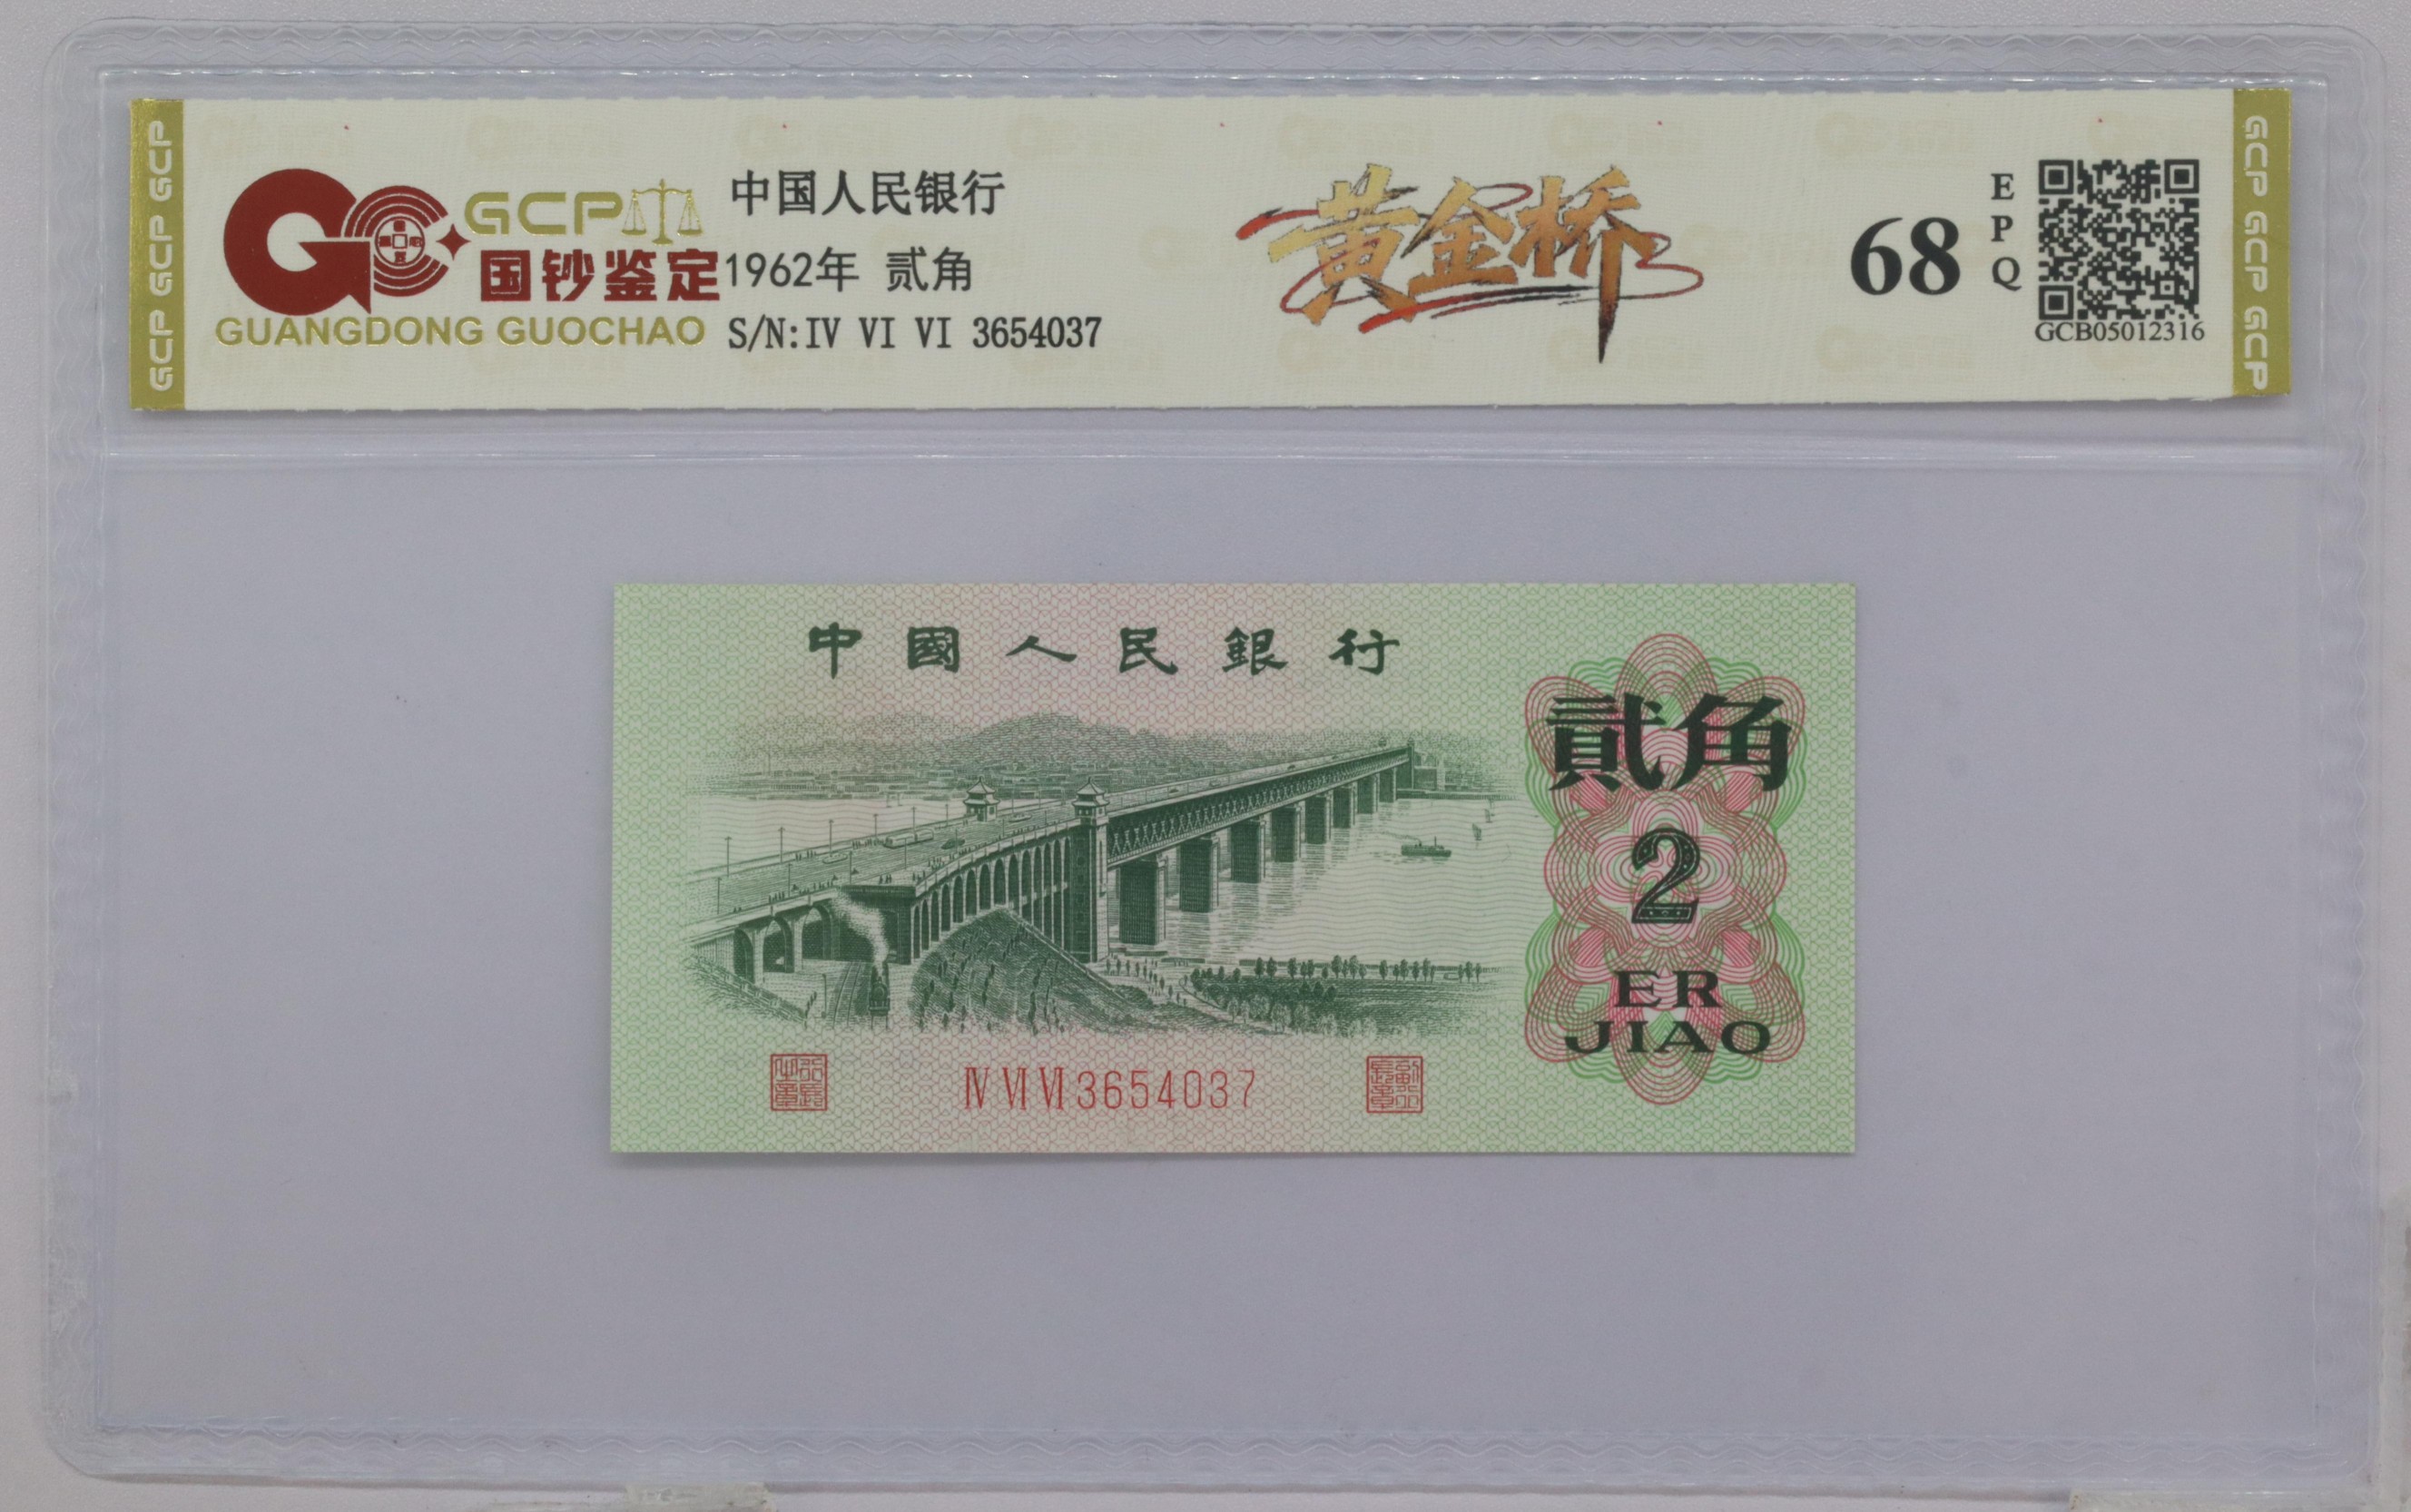 GCP GCP GCP
GCP
国钞鉴定
GUANGDONG GUOCHAO
中国人民银行
1962年 贰角
S/N:IV VI VI 3654037
黄金桥
68
EPQ
GCB05012316
GCP GCP GCP
中國人民銀行
貳角
2
ER
JIAO
Ⅳ Ⅵ Ⅵ 3654037